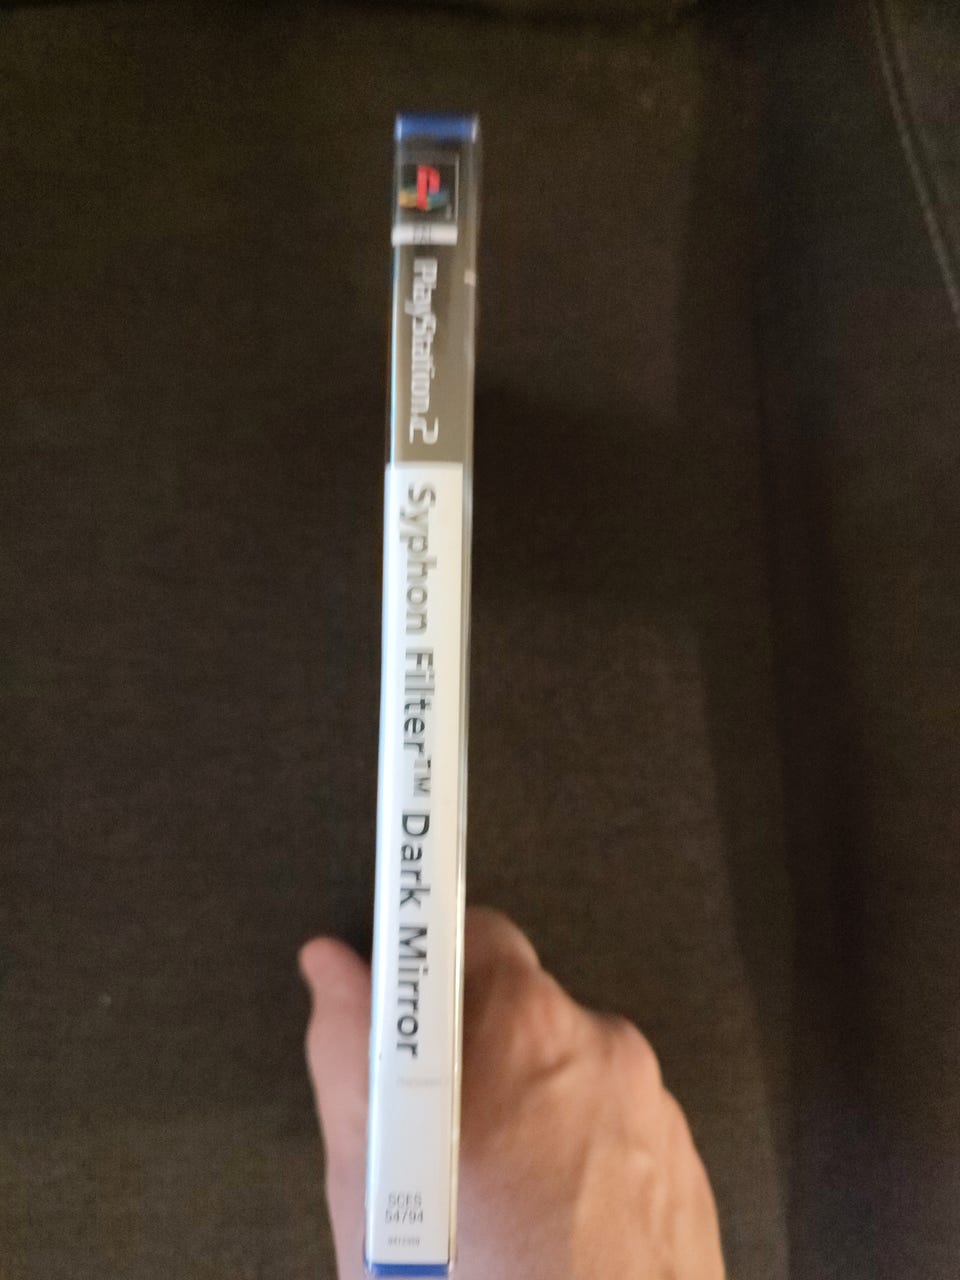 PlayStation.2
Syphon Filter™ Dark Mirror
SCES
54794